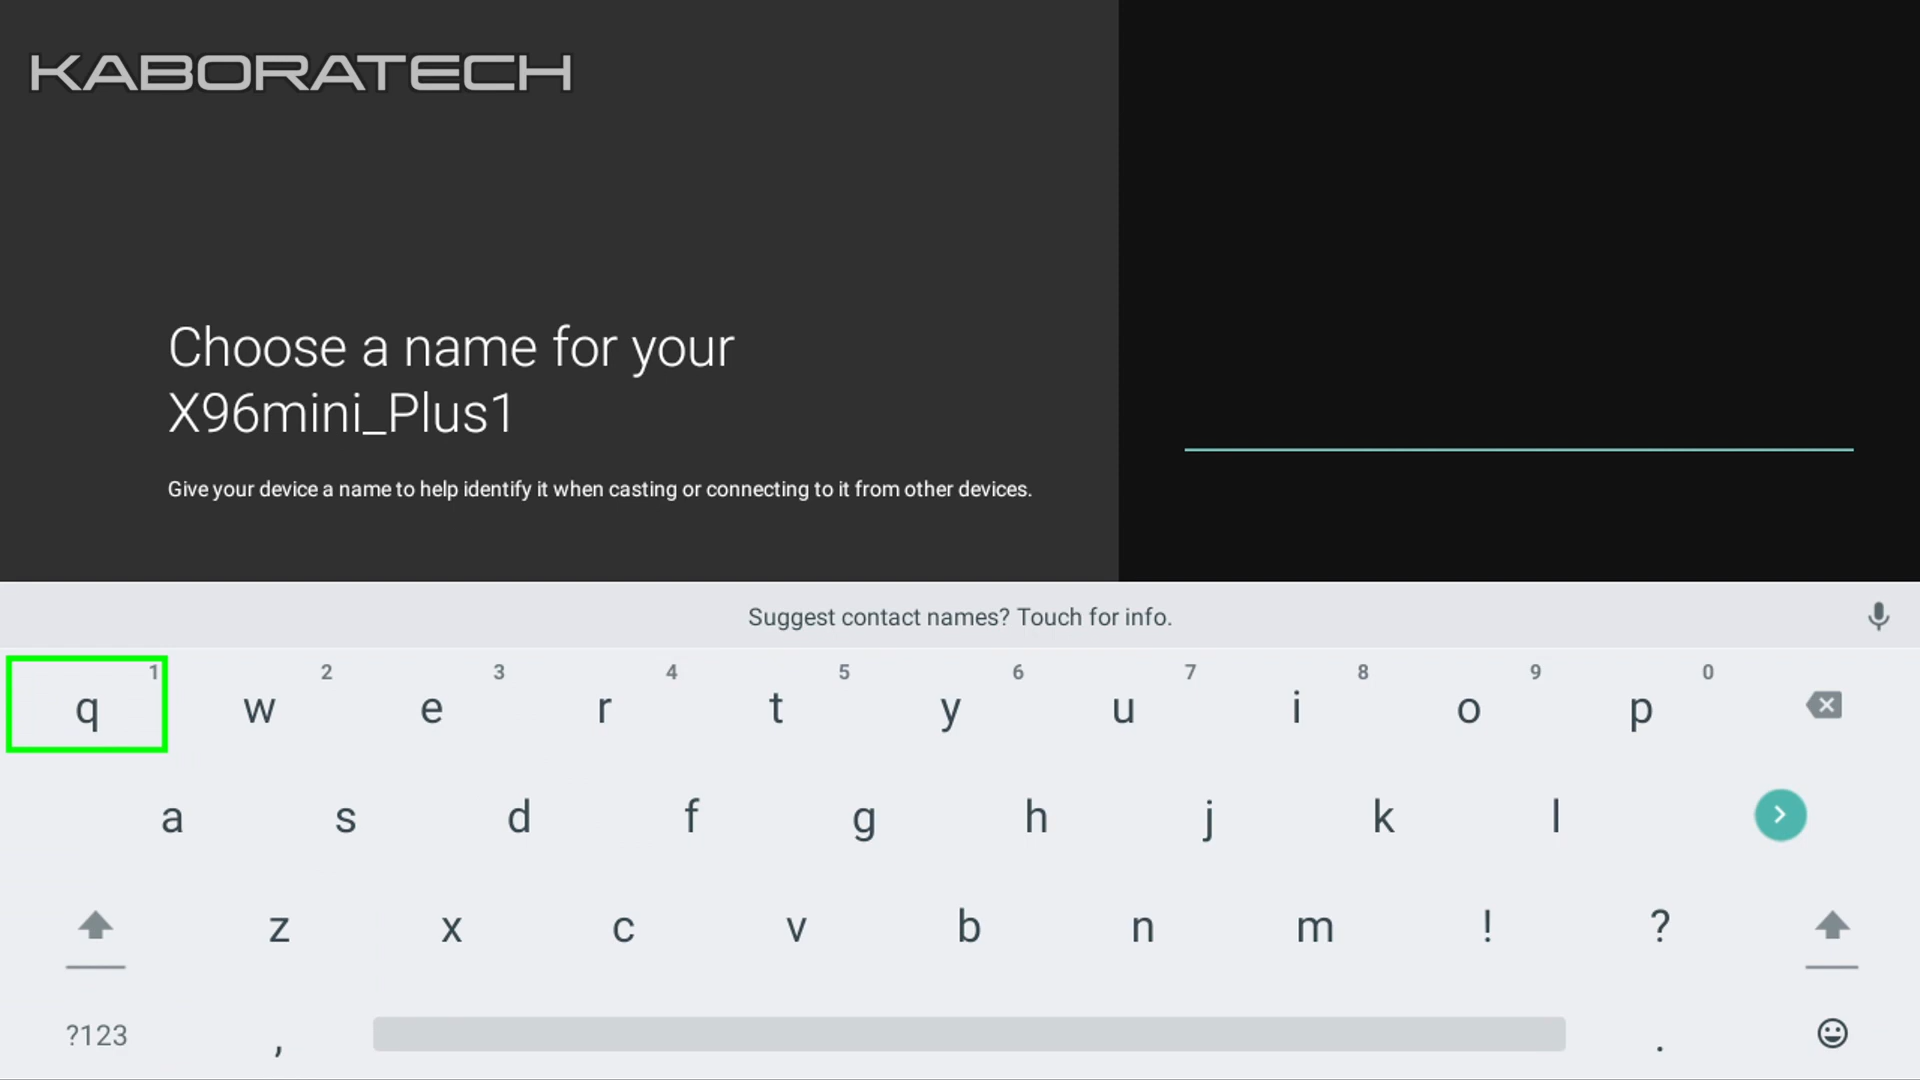 KABORATECH
Choose a name for your
X96mini_Plus1
Give your device a name to help identify it when casting or connecting to it from other devices.
Suggest contact names? Touch for info.
1 2 3 4 5 6 7 8 9 0
q w e r t y u i o p
a s d f g h j k l
z x c v b n m ! ?
?123 , .